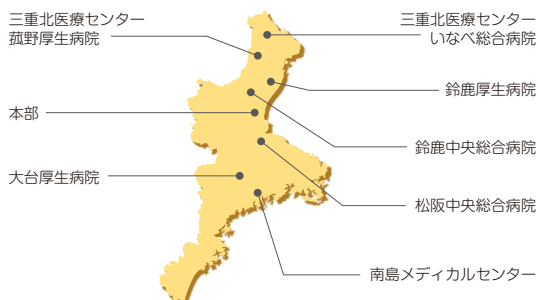 三重北医療センター
菰野厚生病院
本部
大台厚生病院
三重北医療センター
いなべ総合病院
鈴鹿厚生病院
鈴鹿中央総合病院
松阪中央総合病院
南島メディカルセンター